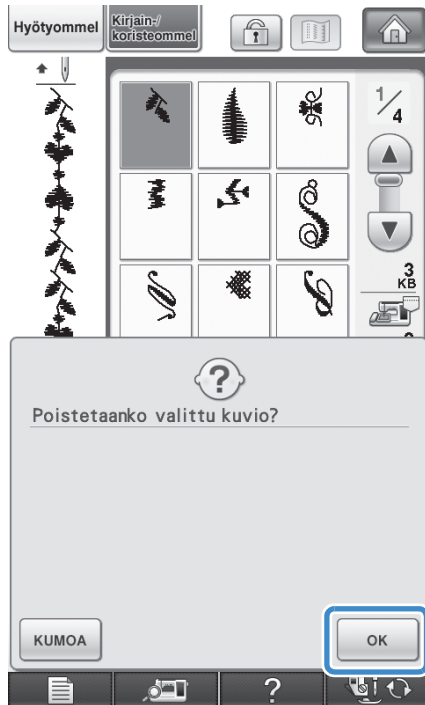 Hyötyommel
Kirjain-/
koristeommel
1/4
3
KB
?
Poistetaanko valittu kuvio?
KUMOA
OK
?